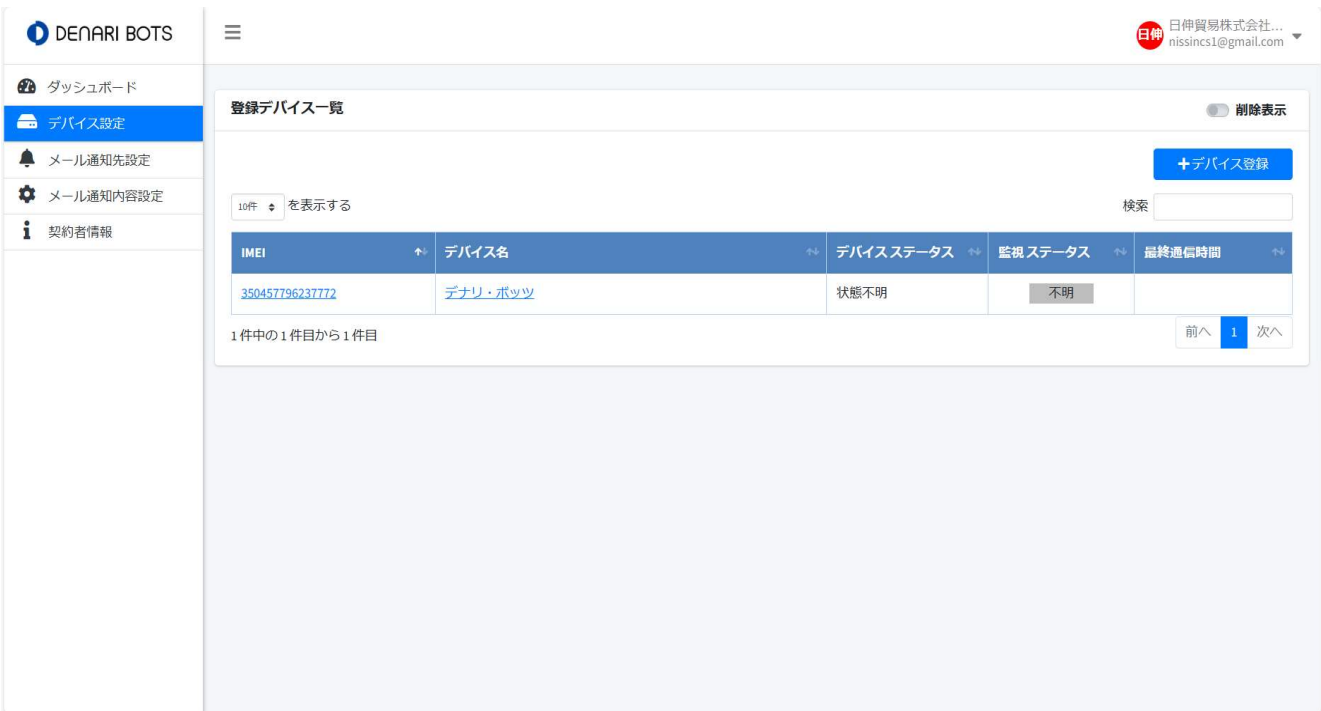 DENARI BOTS
日伸
日伸貿易株式会社...
nissincs1@gmail.com
ダッシュボード
デバイス設定
メール通知先設定
メール通知内容設定
契約者情報
登録デバイス一覧
削除表示
+デバイス登録
10件 を表示する
検索
IMEI デバイス名 デバイス ステータス 監視 ステータス 最終通信時間
350457796237772 デナリ・ボッツ 状態不明 不明
1 件中の 1 件目から 1 件目
前へ 1 次へ